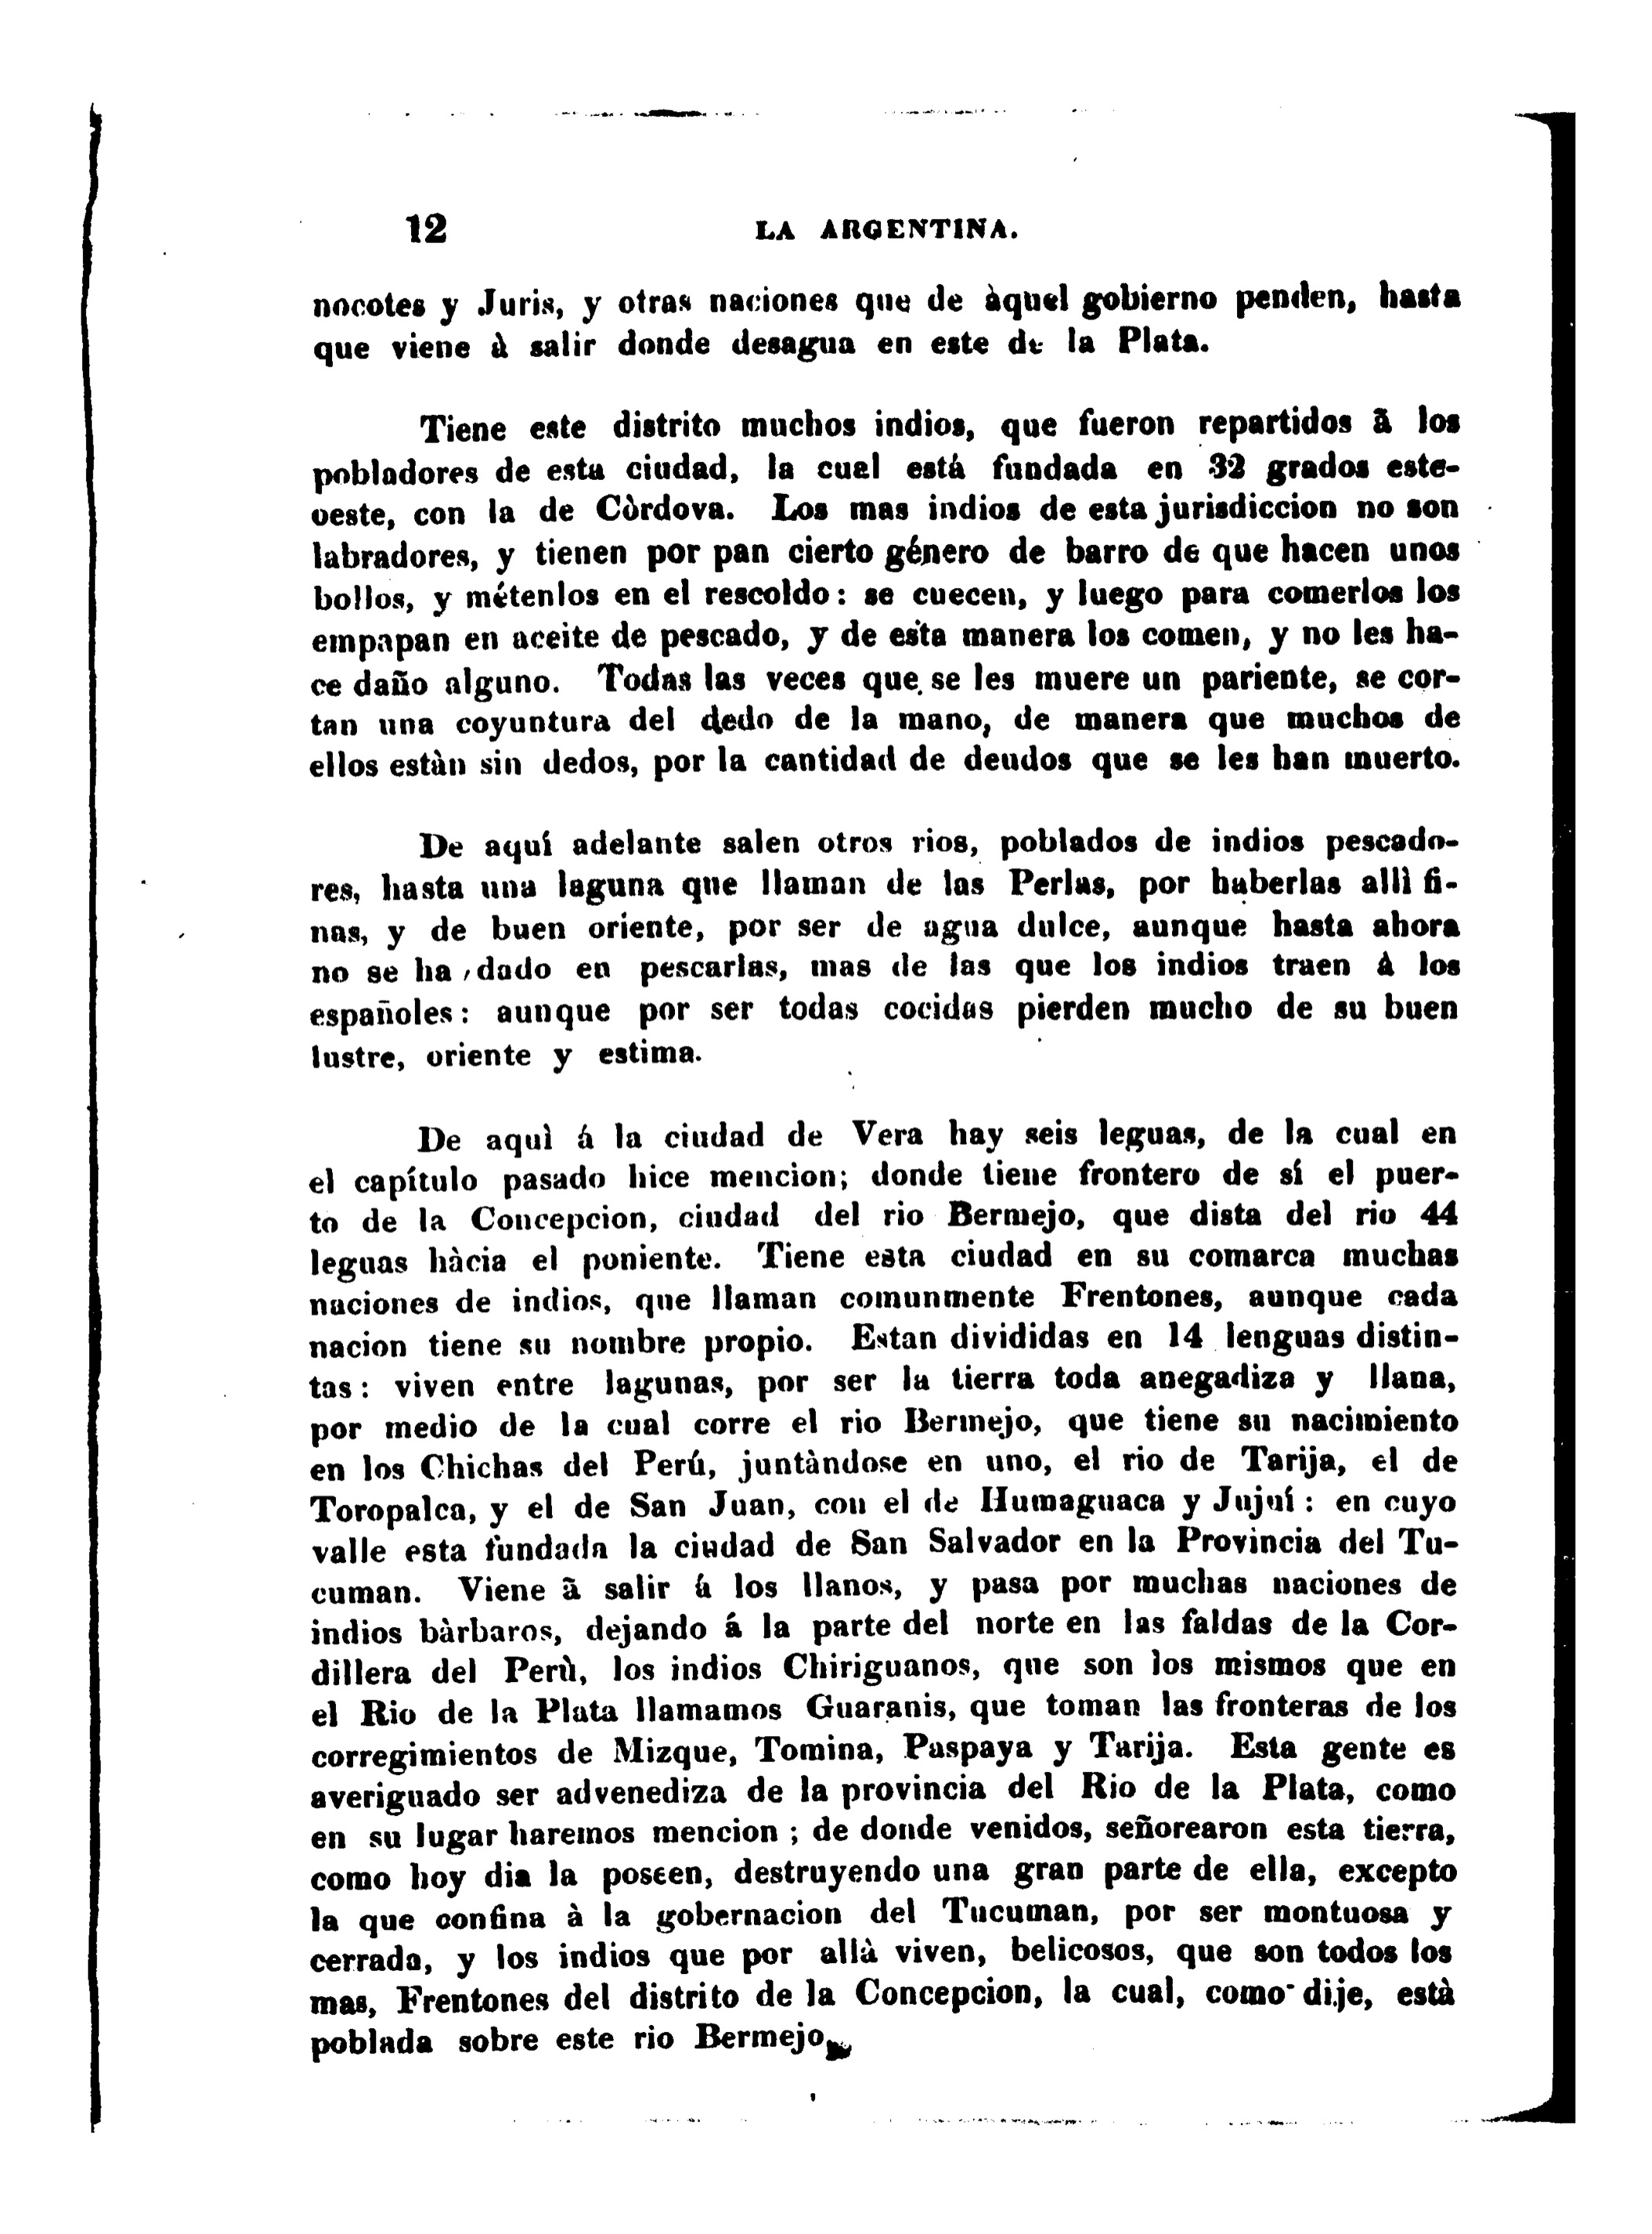 12 LA ARGENTINA.
nocotes y Juris, y otras naciones que de àquel gobierno penden, hasta
que viene à salir donde desagua en este de la Plata.
Tiene este distrito muchos indios, que fueron repartidos ã los
pobladores de esta ciudad, la cual está fundada en 32 grados este-
oeste, con la de Còrdova. Los mas indios de esta jurisdiccion no son
labradores, y tienen por pan cierto género de barro de que hacen unos
bollos, y métenlos en el rescoldo: se cuecen, y luego para comerlos los
empapan en aceite de pescado, y de esta manera los comen, y no les ha-
ce daño alguno. Todas las veces que se les muere un pariente, se cor-
tan una coyuntura del dedo de la mano, de manera que muchos de
ellos estàn sin dedos, por la cantidad de deudos que se les han muerto.
De aquí adelante salen otros rios, poblados de indios pescado-
res, hasta una laguna que llaman de las Perlas, por haberlas allì fi-
nas, y de buen oriente, por ser de agua dulce, aunque hasta ahora
no se ha dado en pescarlas, mas de las que los indios traen à los
españoles: aunque por ser todas cocidas pierden mucho de su buen
lustre, oriente y estima.
De aquì á la ciudad de Vera hay seis leguas, de la cual en
el capítulo pasado hice mencion; donde tiene frontero de sí el puer-
to de la Concepcion, ciudad del rio Bermejo, que dista del rio 44
leguas hàcia el poniente. Tiene esta ciudad en su comarca muchas
naciones de indios, que llaman comunmente Frentones, aunque cada
nacion tiene su nombre propio. Estan divididas en 14 lenguas distin-
tas: viven entre lagunas, por ser la tierra toda anegadiza y llana,
por medio de la cual corre el rio Bermejo, que tiene su nacimiento
en los Chichas del Perú, juntàndose en uno, el rio de Tarija, el de
Toropalca, y el de San Juan, con el de Humaguaca y Jujuí: en cuyo
valle esta fundada la ciudad de San Salvador en la Provincia del Tu-
cuman. Viene ã salir á los llanos, y pasa por muchas naciones de
indios bàrbaros, dejando á la parte del norte en las faldas de la Cor-
dillera del Perù, los indios Chiriguanos, que son los mismos que en
el Rio de la Plata llamamos Guaranis, que toman las fronteras de los
corregimientos de Mizque, Tomina, Paspaya y Tarija. Esta gente es
averiguado ser advenediza de la provincia del Rio de la Plata, como
en su lugar haremos mencion; de donde venidos, señorearon esta tierra,
como hoy dia la poseen, destruyendo una gran parte de ella, excepto
la que confina à la gobernacion del Tucuman, por ser montuosa y
cerrada, y los indios que por allà viven, belicosos, que son todos los
mas, Frentones del distrito de la Concepcion, la cual, como dije, està
poblada sobre este rio Bermejo.